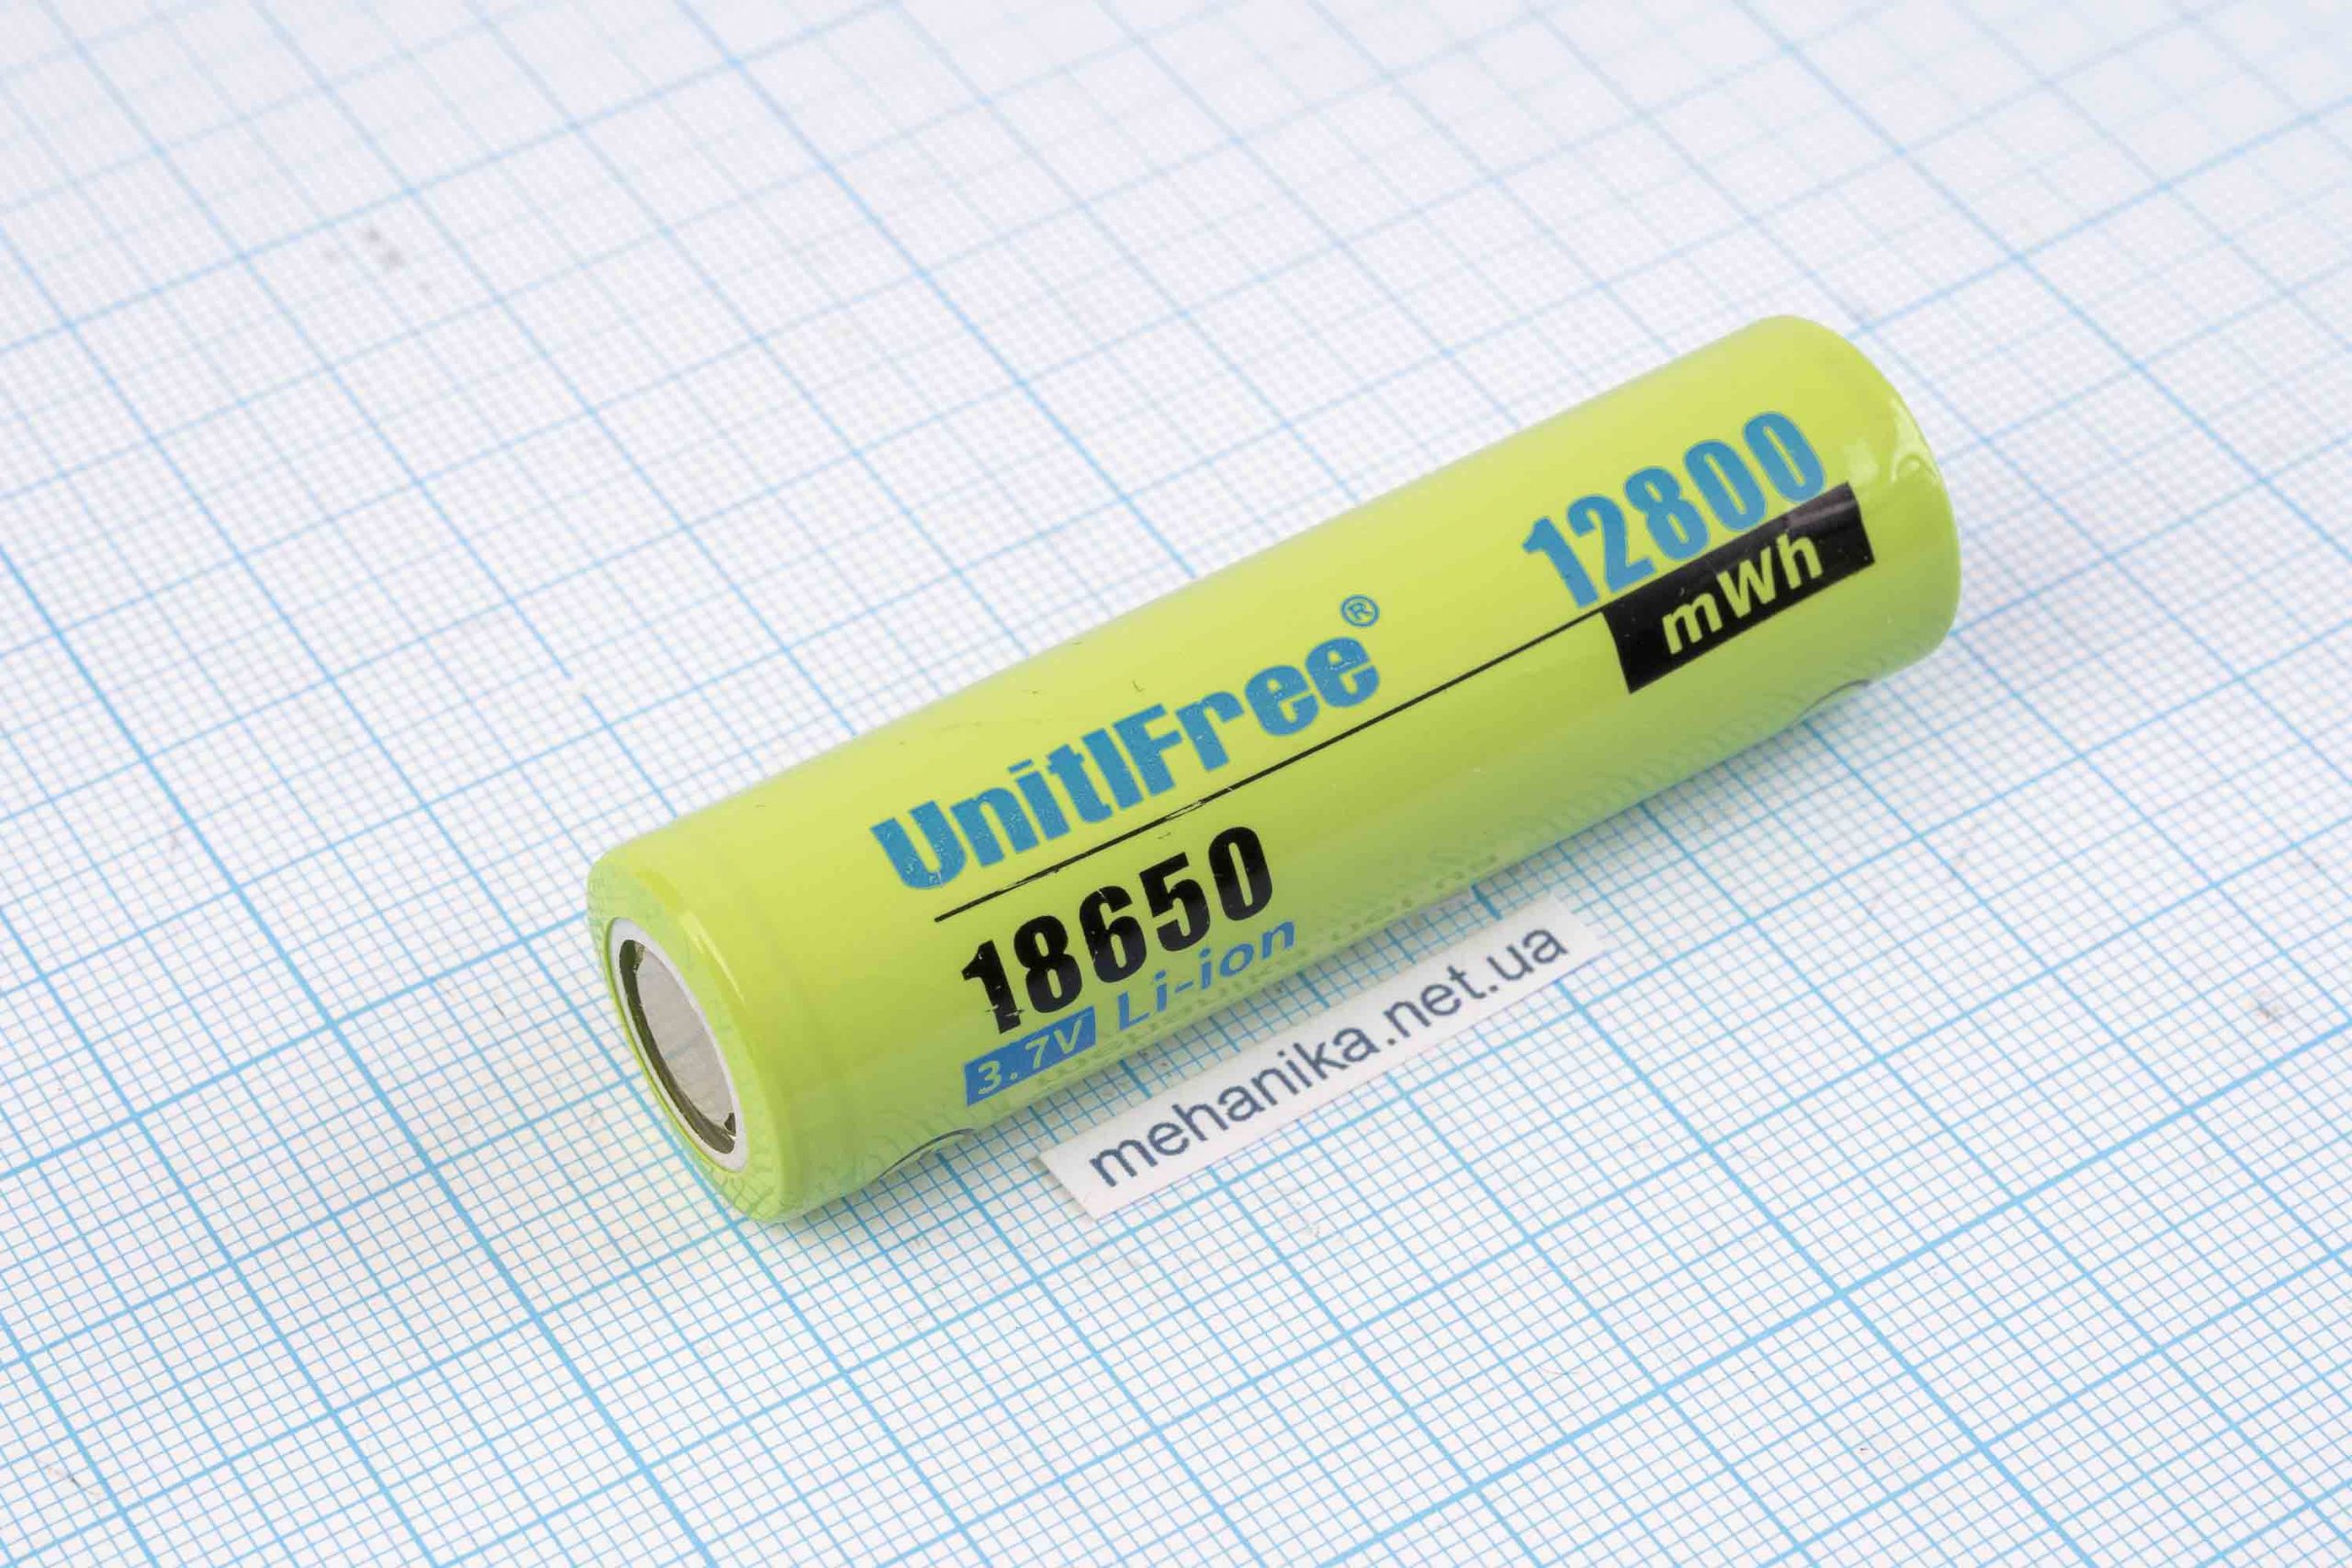 UnitlFree®
12800
mWh
18650
3.7V Li-ion
mehanika.net.ua